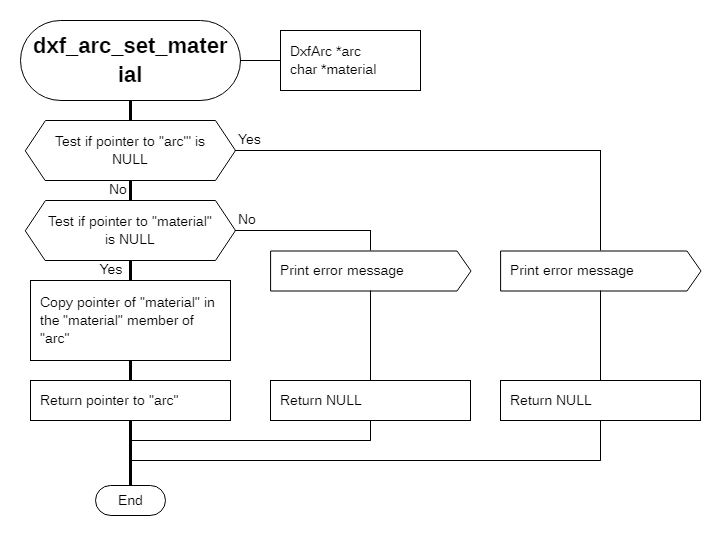 dxf_arc_set_mater
ial
DxfArc *arc
char *material
Test if pointer to "arc'" is
NULL
Yes
No
Test if pointer to "material"
is NULL
No
Yes
Print error message
Print error message
Copy pointer of "material" in
the "material" member of
"arc"
Return pointer to "arc"
Return NULL
Return NULL
End